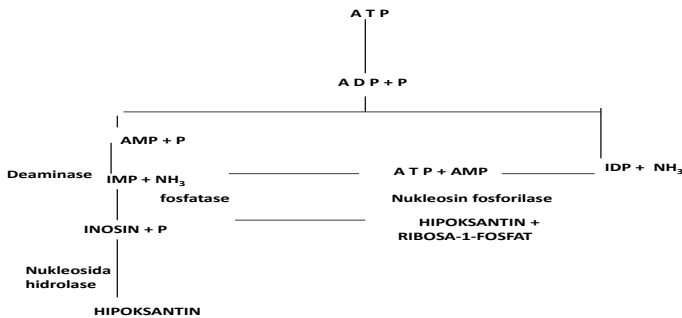 A T P
A D P + P
AMP + P
Deaminase
IMP + NH₃
A T P + AMP
IDP + NH₃
fosfatase
Nukleosin fosforilase
INOSIN + P
HIPOKSANTIN +
RIBOSA-1-FOSFAT
Nukleosida
hidrolase
HIPOKSANTIN